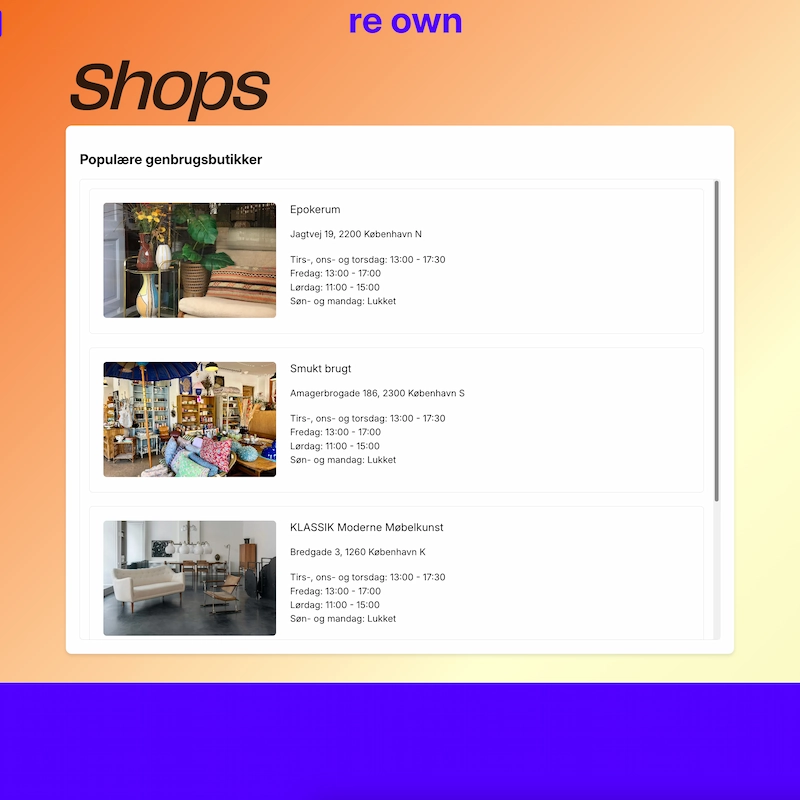 re own
Shops
Populære genbrugsbutikker
Epokerum
Jagtvej 19, 2200 København N
Tirs-, ons- og torsdag: 13:00 - 17:30
Fredag: 13:00 - 17:00
Lørdag: 11:00 - 15:00
Søn- og mandag: Lukket
Smukt brugt
Amagerbrogade 186, 2300 København S
Tirs-, ons- og torsdag: 13:00 - 17:30
Fredag: 13:00 - 17:00
Lørdag: 11:00 - 15:00
Søn- og mandag: Lukket
KLASSIK Moderne Møbelkunst
Bredgade 3, 1260 København K
Tirs-, ons- og torsdag: 13:00 - 17:30
Fredag: 13:00 - 17:00
Lørdag: 11:00 - 15:00
Søn- og mandag: Lukket